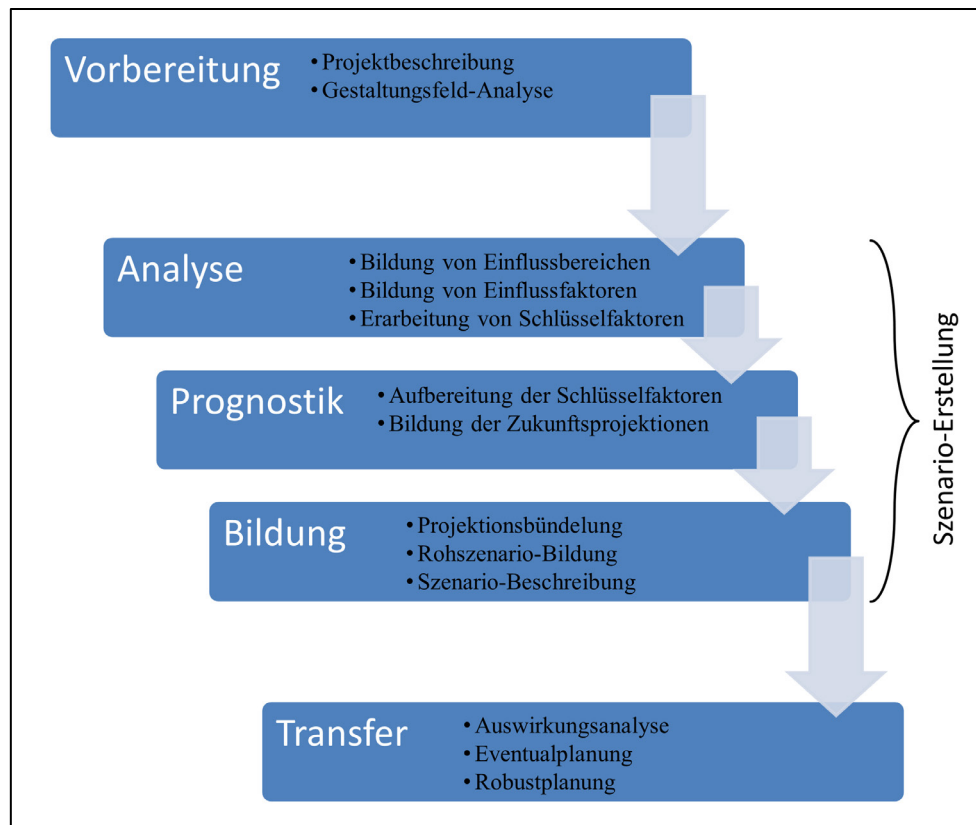 Vorbereitung
• Projektbeschreibung
• Gestaltungsfeld-Analyse
Analyse
• Bildung von Einflussbereichen
• Bildung von Einflussfaktoren
• Erarbeitung von Schlüsselfaktoren
Prognostik
• Aufbereitung der Schlüsselfaktoren
• Bildung der Zukunftsprojektionen
Bildung
• Projektionsbündelung
• Rohszenario-Bildung
• Szenario-Beschreibung
Szenario-Erstellung
Transfer
• Auswirkungsanalyse
• Eventualplanung
• Robustplanung